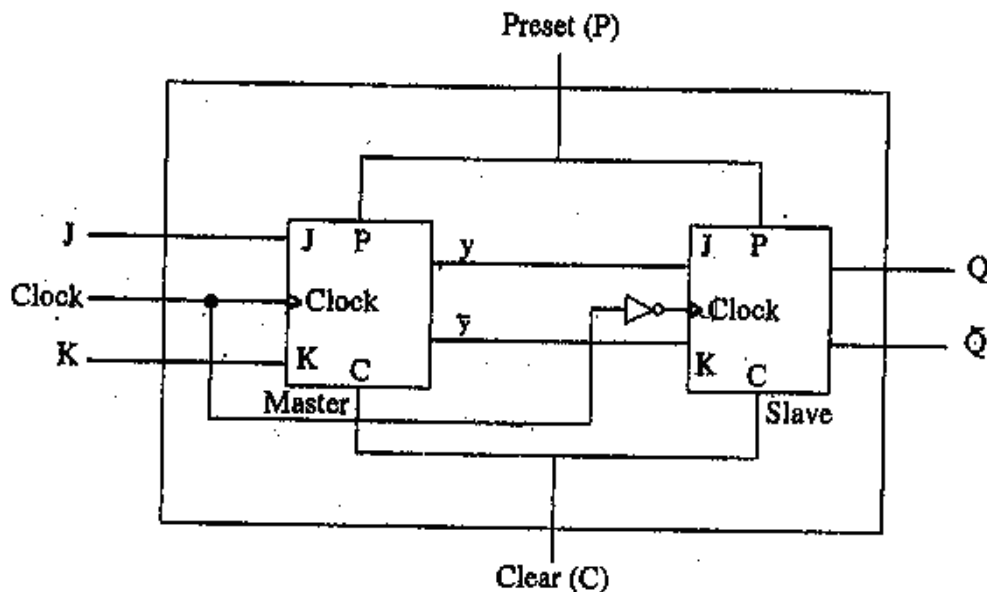 Preset (P)
J
J P
y
J P
Q
Clock
Clock
Clock
ȳ
K
K C
K C
Q̄
Master
Slave
Clear (C)